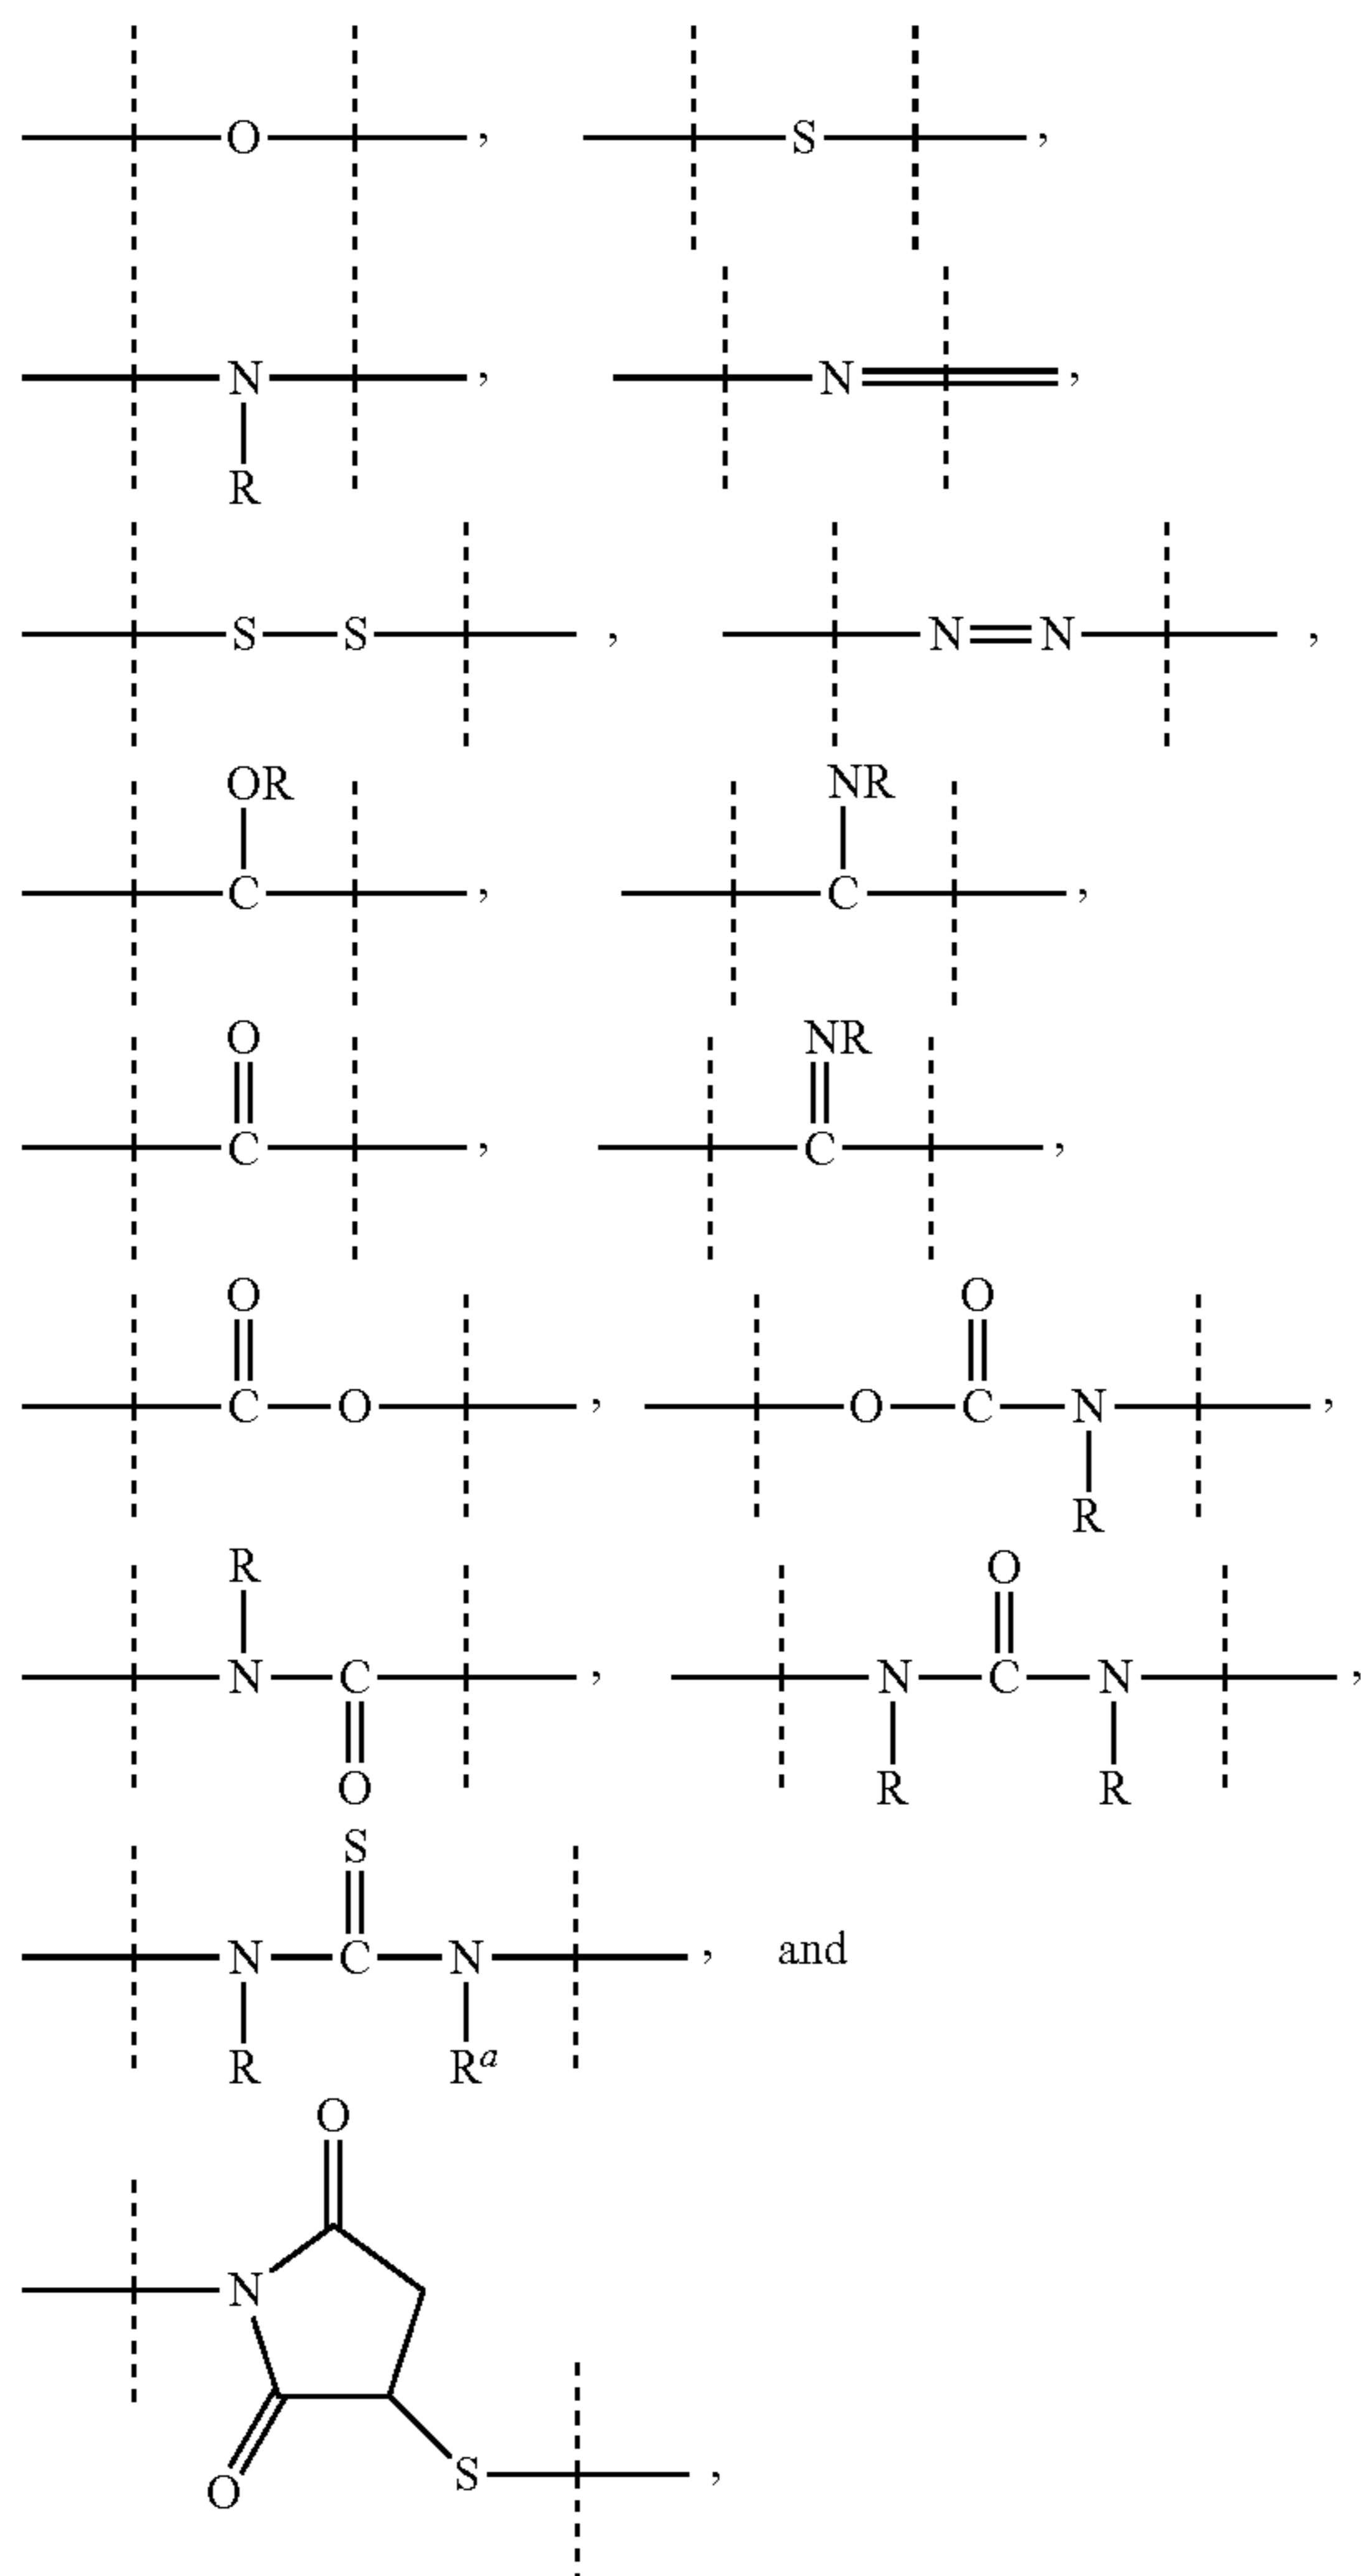 O , S ,
N , N ,
R
S S , N N ,
OR NR
C , C ,
O NR
C , C ,
O O
C O , O C N ,
R
R O
N C , N C N ,
O R R
S
N C N , and
R Rᵃ
O
N
O S ,